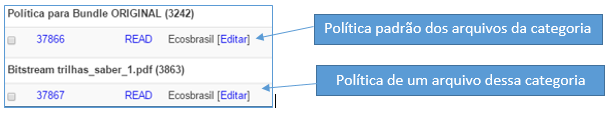 Política para Bundle ORIGINAL (3242)
37866 READ Ecosbrasil [Editar]
Política padrão dos arquivos da categoria
Bitstream trilhas_saber_1.pdf (3863)
37867 READ Ecosbrasil [Editar]
Política de um arquivo dessa categoria